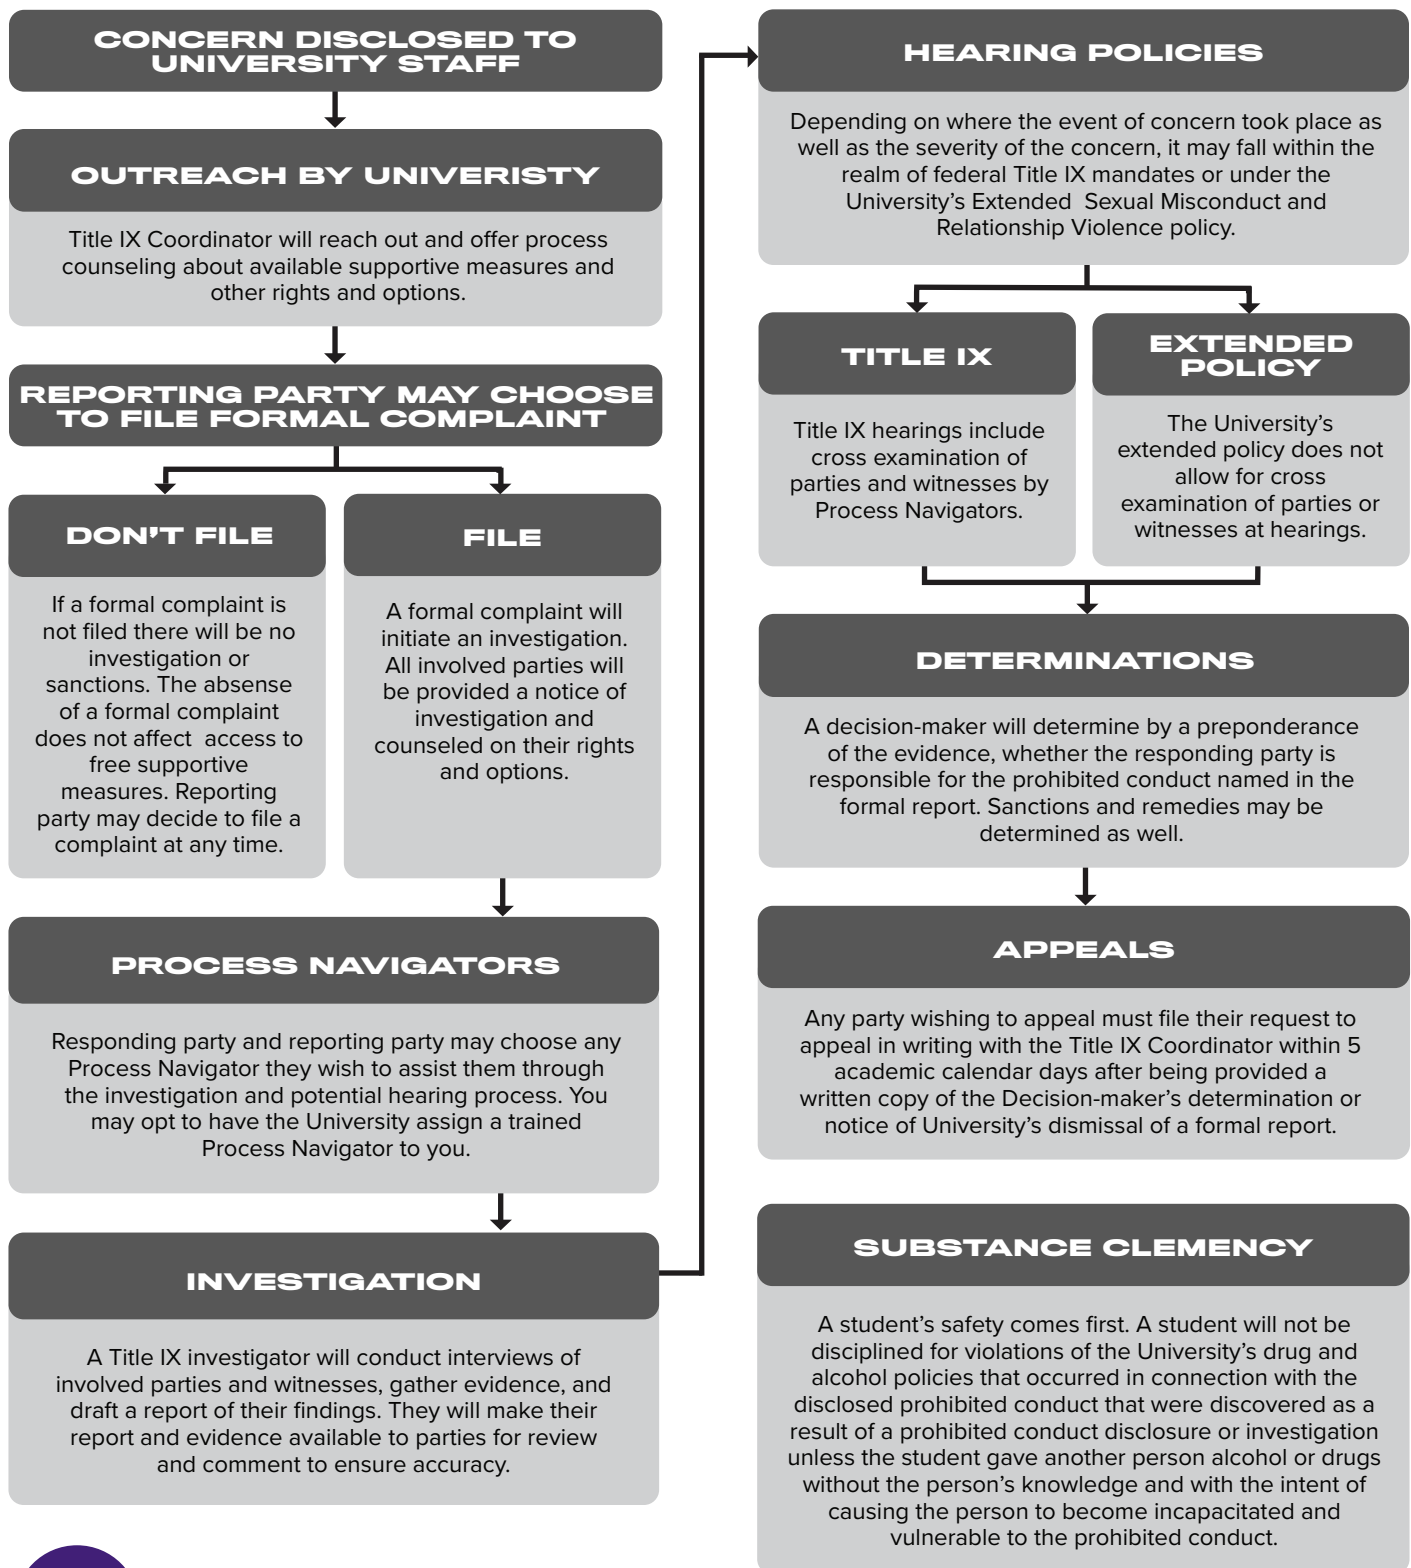 CONCERN DISCLOSED TO
UNIVERSITY STAFF
OUTREACH BY UNIVERISTY
Title IX Coordinator will reach out and offer process
counseling about available supportive measures and
other rights and options.
REPORTING PARTY MAY CHOOSE
TO FILE FORMAL COMPLAINT
DON'T FILE
If a formal complaint is
not filed there will be no
investigation or
sanctions. The absense
of a formal complaint
does not affect  access to
free supportive
measures. Reporting
party may decide to file a
complaint at any time.
FILE
A formal complaint will
initiate an investigation.
All involved parties will
be provided a notice of
investigation and
counseled on their rights
and options.
PROCESS NAVIGATORS
Responding party and reporting party may choose any
Process Navigator they wish to assist them through
the investigation and potential hearing process. You
may opt to have the University assign a trained
Process Navigator to you.
INVESTIGATION
A Title IX investigator will conduct interviews of
involved parties and witnesses, gather evidence, and
draft a report of their findings. They will make their
report and evidence available to parties for review
and comment to ensure accuracy.
HEARING POLICIES
Depending on where the event of concern took place as
well as the severity of the concern, it may fall within the
realm of federal Title IX mandates or under the
University's Extended  Sexual Misconduct and
Relationship Violence policy.
TITLE IX
Title IX hearings include
cross examination of
parties and witnesses by
Process Navigators.
EXTENDED
POLICY
The University's
extended policy does not
allow for cross
examination of parties or
witnesses at hearings.
DETERMINATIONS
A decision-maker will determine by a preponderance
of the evidence, whether the responding party is
responsible for the prohibited conduct named in the
formal report. Sanctions and remedies may be
determined as well.
APPEALS
Any party wishing to appeal must file their request to
appeal in writing with the Title IX Coordinator within 5
academic calendar days after being provided a
written copy of the Decision-maker's determination or
notice of University's dismissal of a formal report.
SUBSTANCE CLEMENCY
A student's safety comes first. A student will not be
disciplined for violations of the University's drug and
alcohol policies that occurred in connection with the
disclosed prohibited conduct that were discovered as a
result of a prohibited conduct disclosure or investigation
unless the student gave another person alcohol or drugs
without the person's knowledge and with the intent of
causing the person to become incapacitated and
vulnerable to the prohibited conduct.